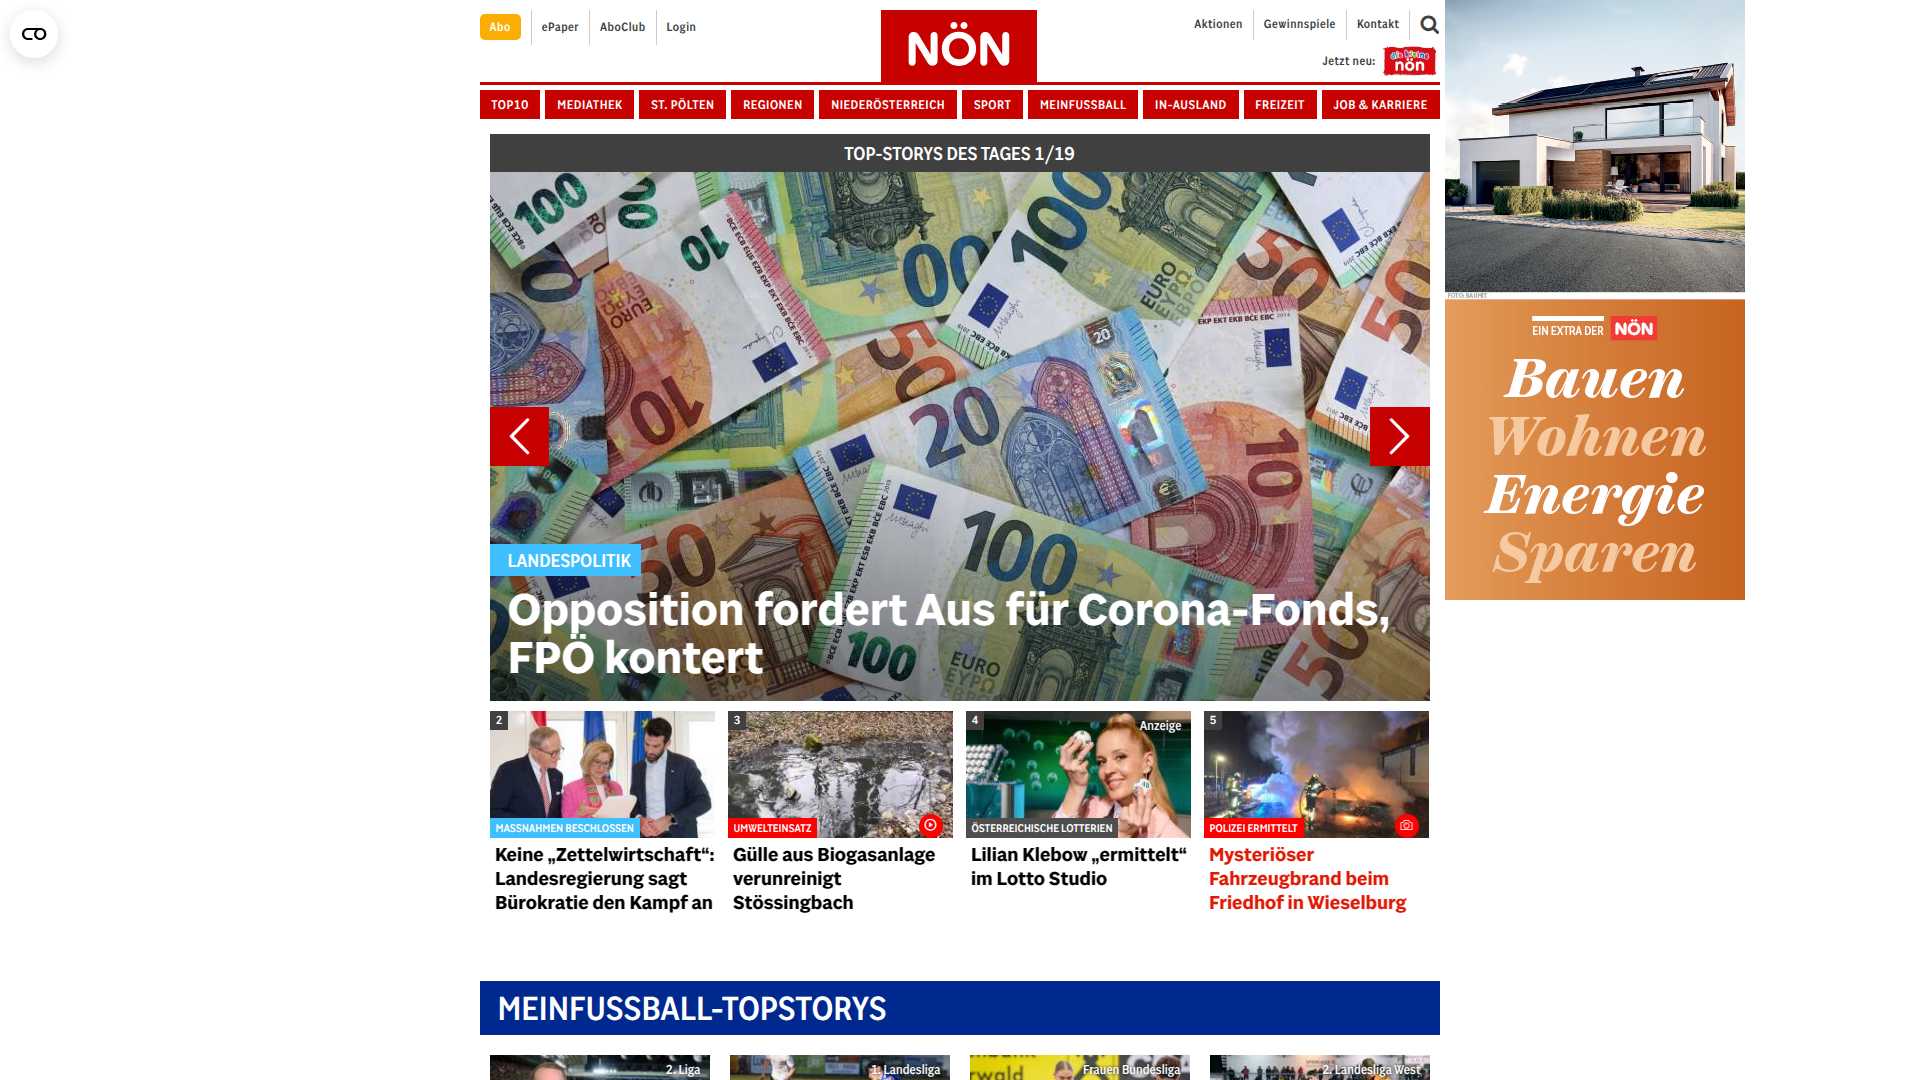 Abo
ePaper
AboClub
Login
NÖN
Aktionen
Gewinnspiele
Kontakt
Jetzt neu:
die kleine
nön
TOP10
MEDIATHEK
ST. PÖLTEN
REGIONEN
NIEDERÖSTERREICH
SPORT
MEINFUSSBALL
IN-AUSLAND
FREIZEIT
JOB & KARRIERE
TOP-STORYS DES TAGES 1/19
LANDESPOLITIK
Opposition fordert Aus für Corona-Fonds,
FPÖ kontert
2
MASSNAHMEN BESCHLOSSEN
Keine „Zettelwirtschaft“:
Landesregierung sagt
Bürokratie den Kampf an
3
UMWELTEINSATZ
Gülle aus Biogasanlage
verunreinigt
Stössingbach
4
Anzeige
ÖSTERREICHISCHE LOTTERIEN
Lilian Klebow „ermittelt“
im Lotto Studio
5
POLIZEI ERMITTELT
Mysteriöser
Fahrzeugbrand beim
Friedhof in Wieselburg
FOTO: BAUMIT
EIN EXTRA DER NÖN
Bauen
Wohnen
Energie
Sparen
MEINFUSSBALL-TOPSTORYS
2. Liga
1. Landesliga
Frauen Bundesliga
2. Landesliga West